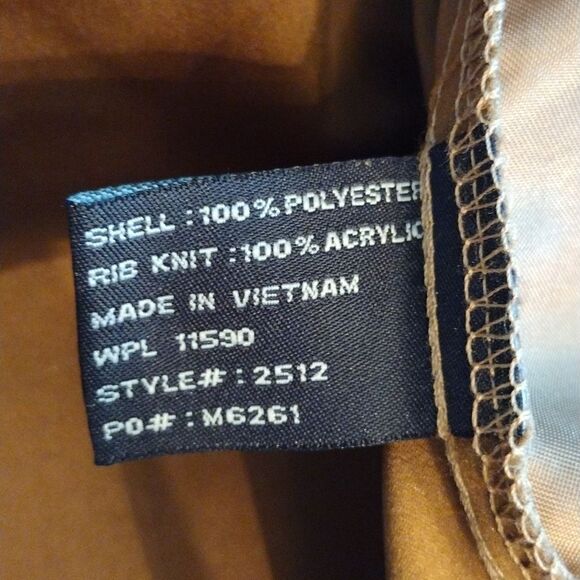 SHELL : 100% POLYESTER
RIB KNIT : 100% ACRYLIC
MADE IN VIETNAM
WPL 11590
STYLE# : 2512
PO# : M6261